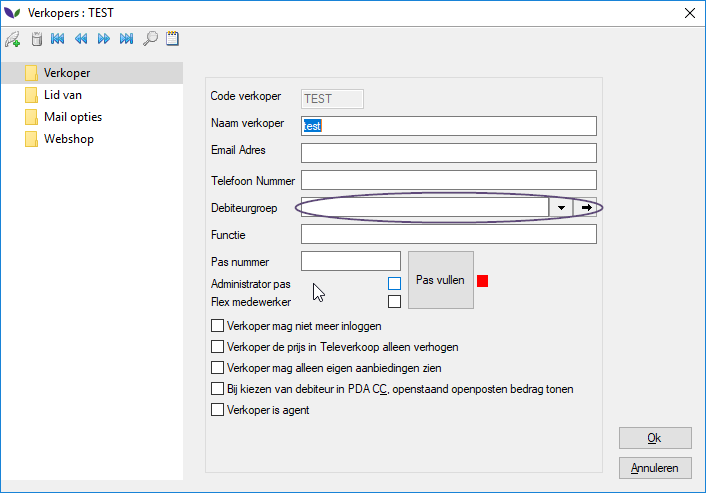 Verkopers : TEST
Verkoper
Lid van
Mail opties
Webshop
Code verkoper TEST
Naam verkoper test
Email Adres
Telefoon Nummer
Debiteurgroep
Functie
Pas nummer
Administrator pas
Pas vullen
Flex medewerker
Verkoper mag niet meer inloggen
Verkoper de prijs in Televerkoop alleen verhogen
Verkoper mag alleen eigen aanbiedingen zien
Bij kiezen van debiteur in PDA CC, openstaand openposten bedrag tonen
Verkoper is agent
Ok
Annuleren